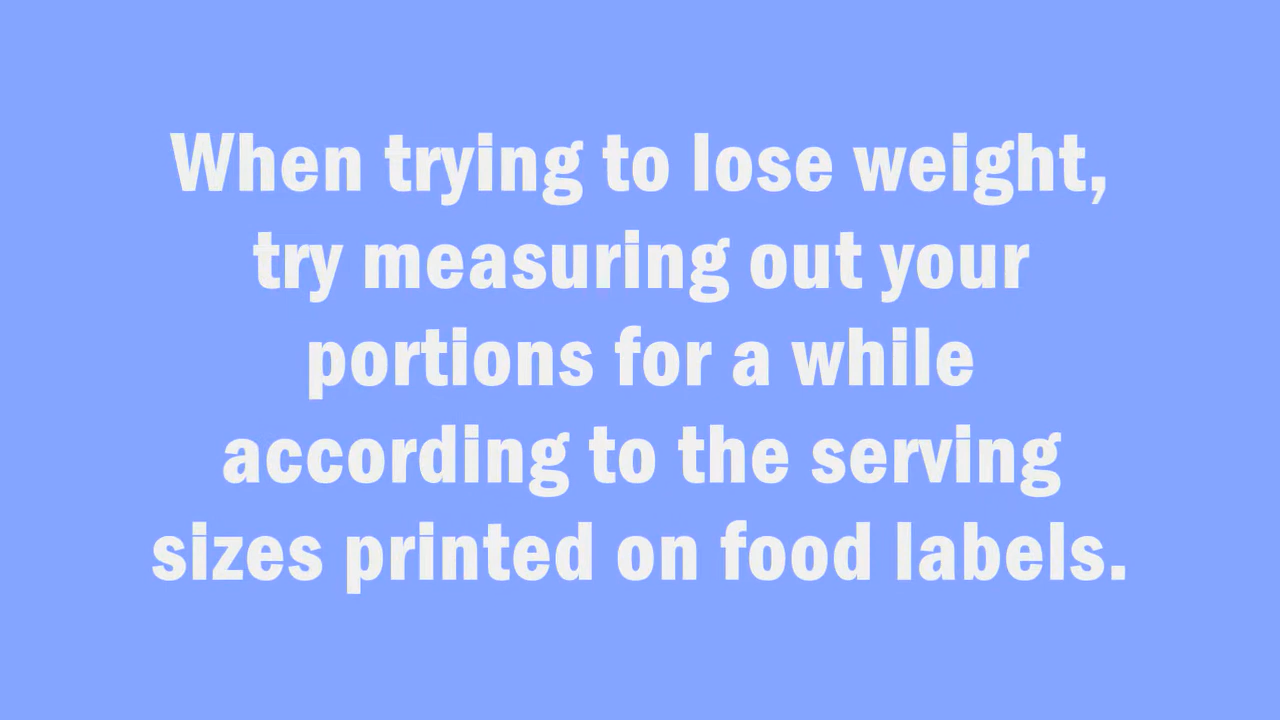 When trying to lose weight,
try measuring out your
portions for a while
according to the serving
sizes printed on food labels.